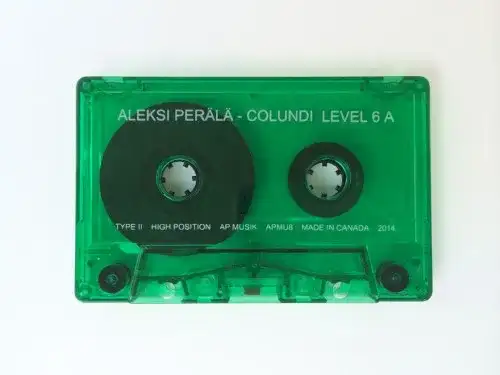 ALEKSI PERÄLÄ - COLUNDI LEVEL 6 A
TYPE II HIGH POSITION AP MUSIK APMU8 MADE IN CANADA 2014